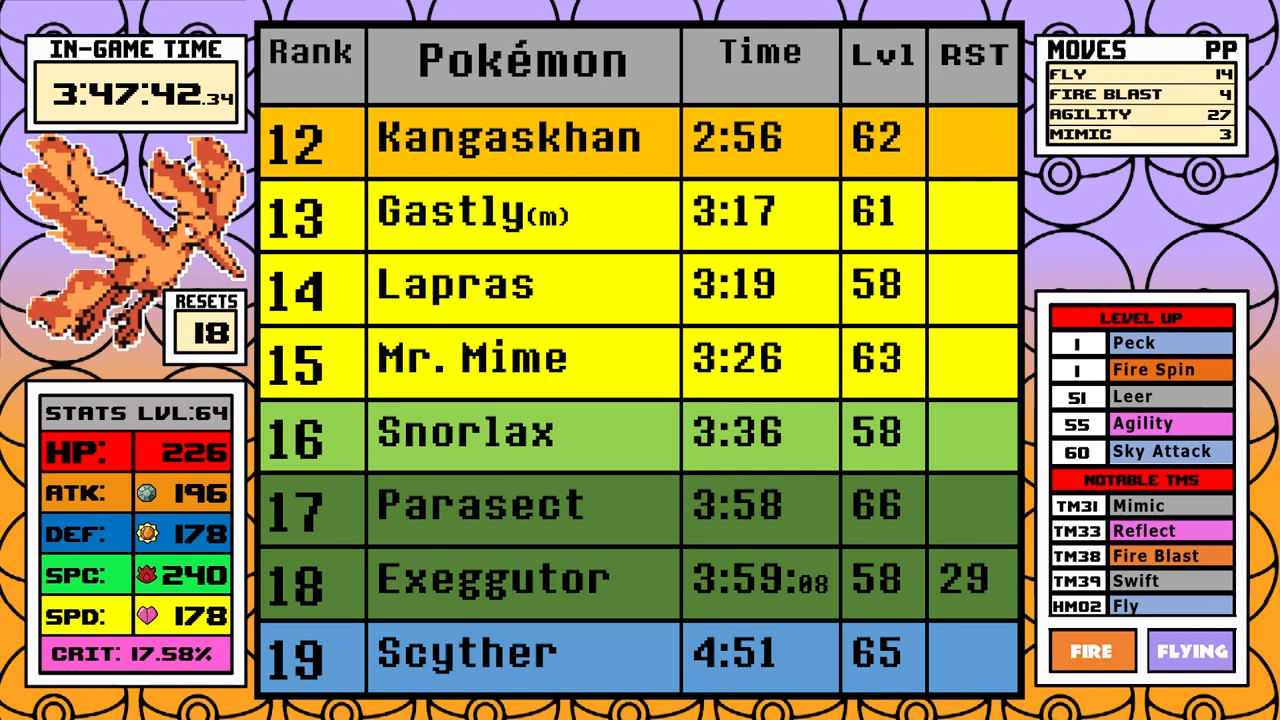 IN-GAME TIME
3:47:42.34
RESETS
18
STATS LVL:64
HP: 226
ATK: 196
DEF: 178
SPC: 240
SPD: 178
CRIT: 17.58%
Rank Pokémon Time Lvl RST
12 Kangaskhan 2:56 62
13 Gastly(m) 3:17 61
14 Lapras 3:19 58
15 Mr. Mime 3:26 63
16 Snorlax 3:36 58
17 Parasect 3:58 66
18 Exeggutor 3:59:08 58 29
19 Scyther 4:51 65
MOVES PP
FLY 14
FIRE BLAST 4
AGILITY 27
MIMIC 3
LEVEL UP
1 Peck
1 Fire Spin
51 Leer
55 Agility
60 Sky Attack
NOTABLE TMS
TM31 Mimic
TM33 Reflect
TM38 Fire Blast
TM39 Swift
HM02 Fly
FIRE FLYING